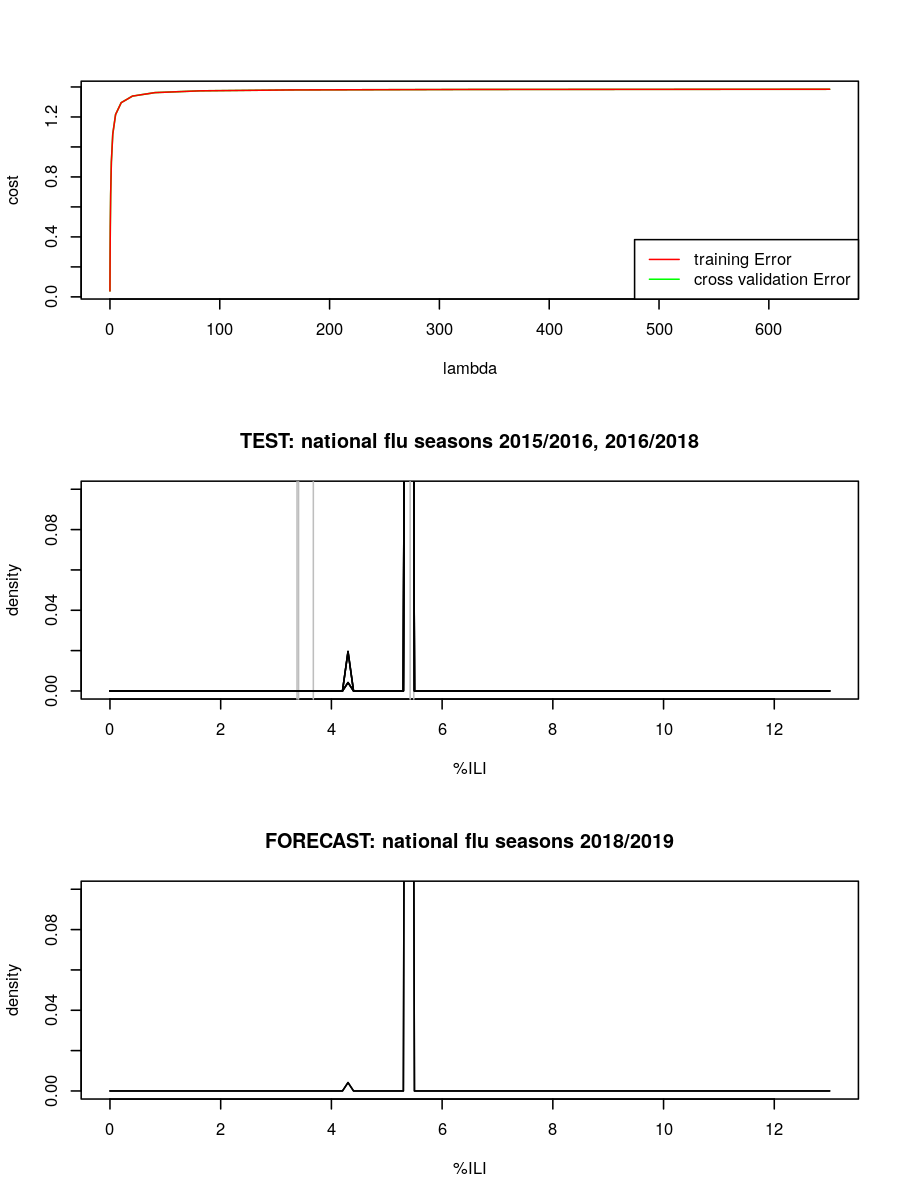 cost
0.0 0.4 0.8 1.2
training Error
cross validation Error
0 100 200 300 400 500 600
lambda
TEST: national flu seasons 2015/2016, 2016/2018
density
0.00 0.04 0.08
0 2 4 6 8 10 12
%ILI
FORECAST: national flu seasons 2018/2019
density
0.00 0.04 0.08
0 2 4 6 8 10 12
%ILI